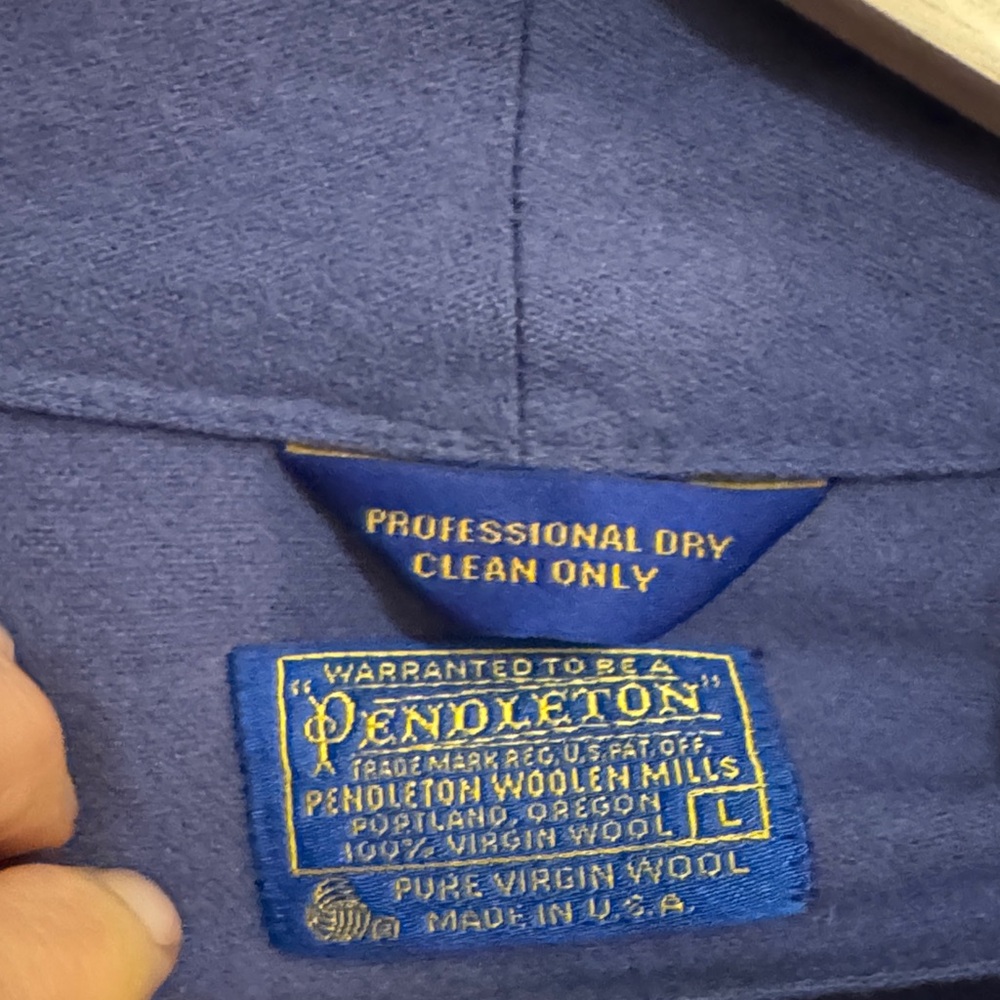 PROFESSIONAL DRY
CLEAN ONLY
WARRANTED TO BE A
"PENDLETON"
TRADE MARK REG. U.S. PAT. OFF.
PENDLETON WOOLEN MILLS
PORTLAND, OREGON
100% VIRGIN WOOL L
PURE VIRGIN WOOL
MADE IN U.S.A.